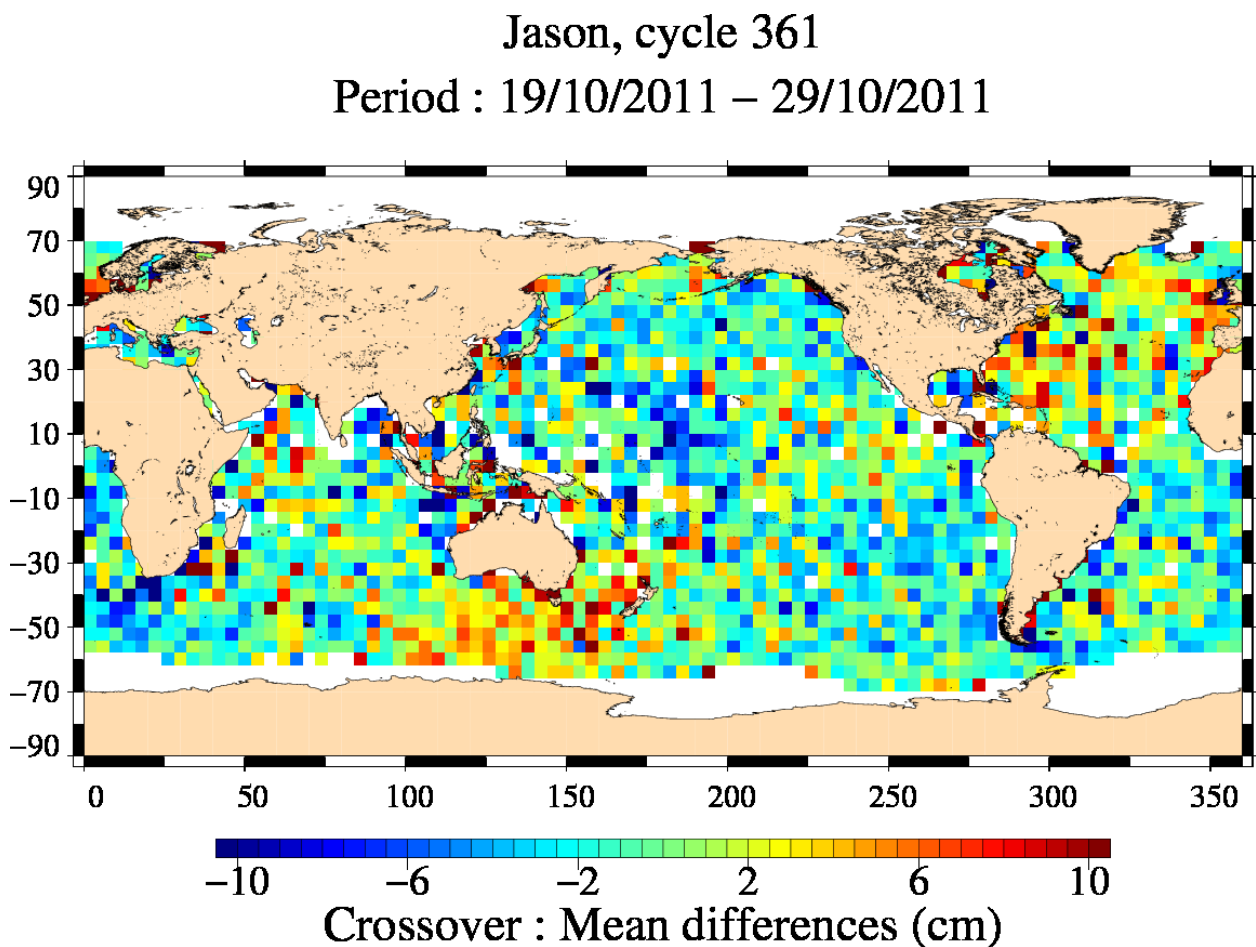 Jason, cycle 361
Period : 19/10/2011 – 29/10/2011
90
70
50
30
10
−10
−30
−50
−70
−90
0 50 100 150 200 250 300 350
−10 −6 −2 2 6 10
Crossover : Mean differences (cm)